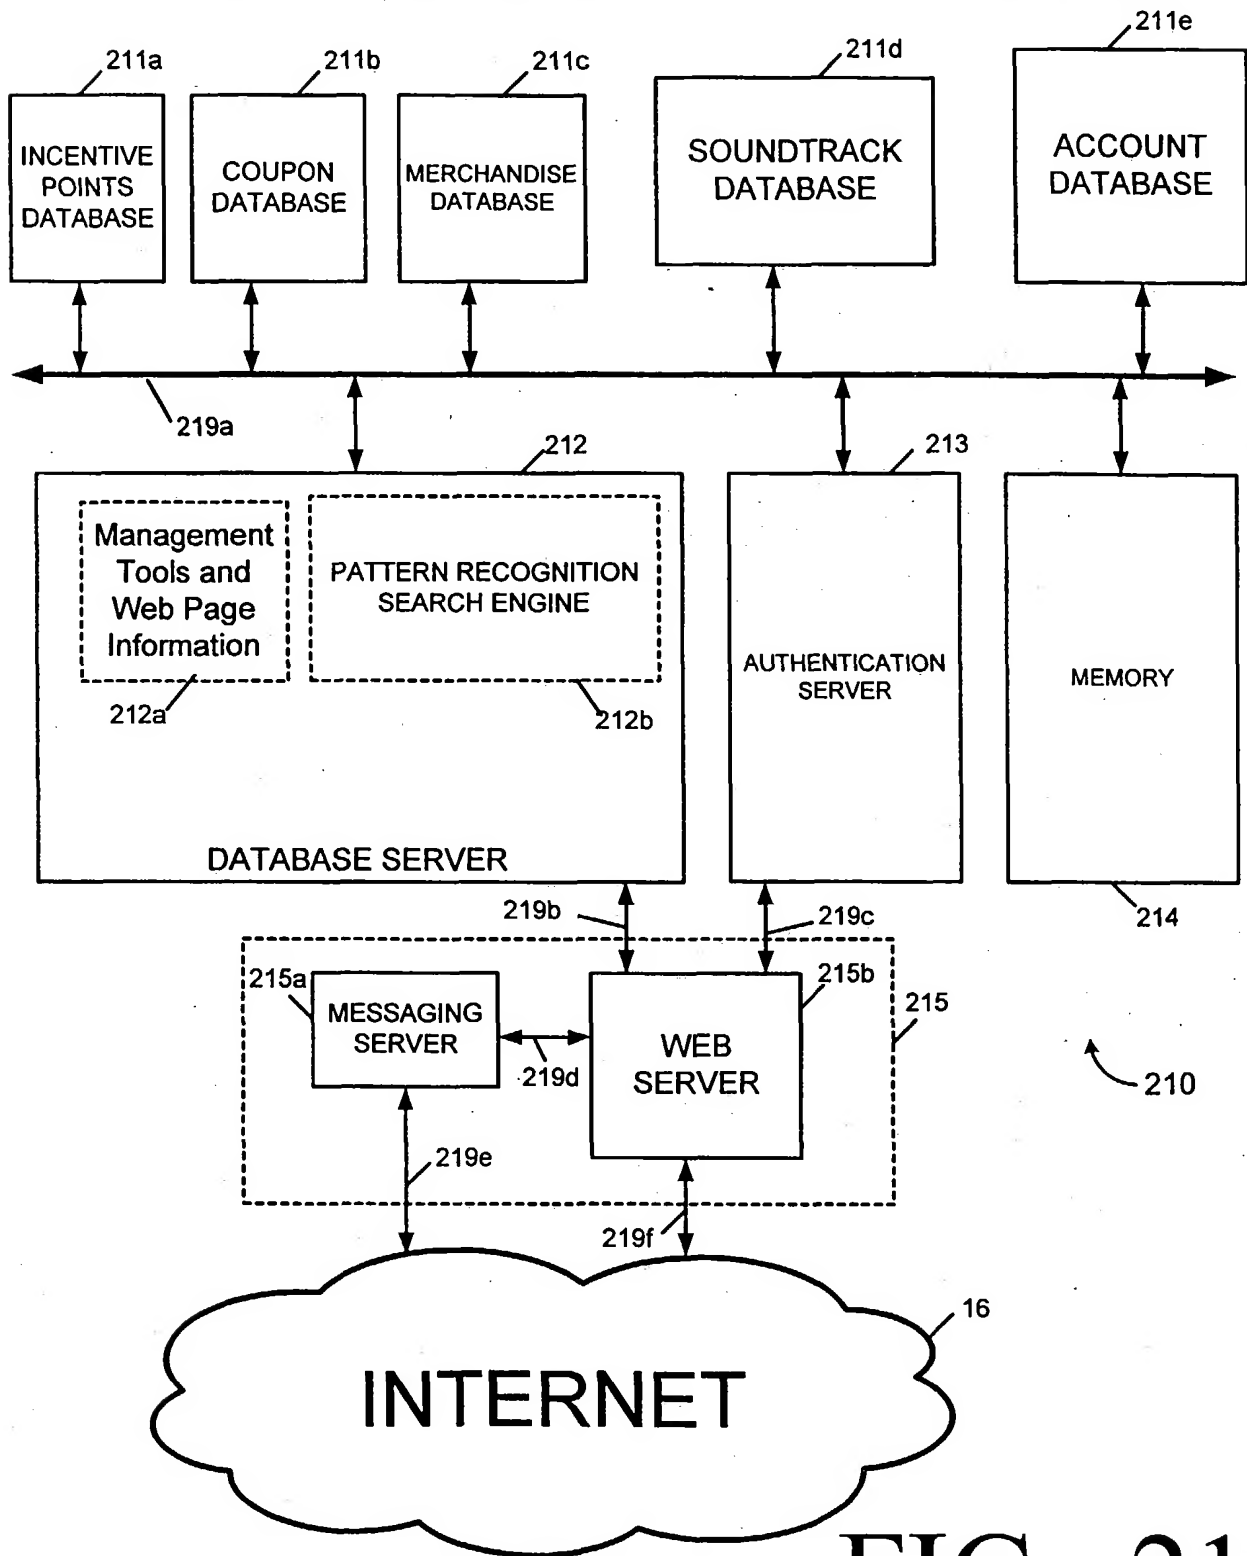 211a
211b
211c
211d
211e
INCENTIVE
POINTS
DATABASE
COUPON
DATABASE
MERCHANDISE
DATABASE
SOUNDTRACK
DATABASE
ACCOUNT
DATABASE
219a
212
213
Management
Tools and
Web Page
Information
PATTERN RECOGNITION
SEARCH ENGINE
212a
212b
DATABASE SERVER
AUTHENTICATION
SERVER
MEMORY
214
219b
219c
215a
MESSAGING
SERVER
219d
WEB
SERVER
215b
215
210
219e
219f
16
INTERNET
FIG. 21